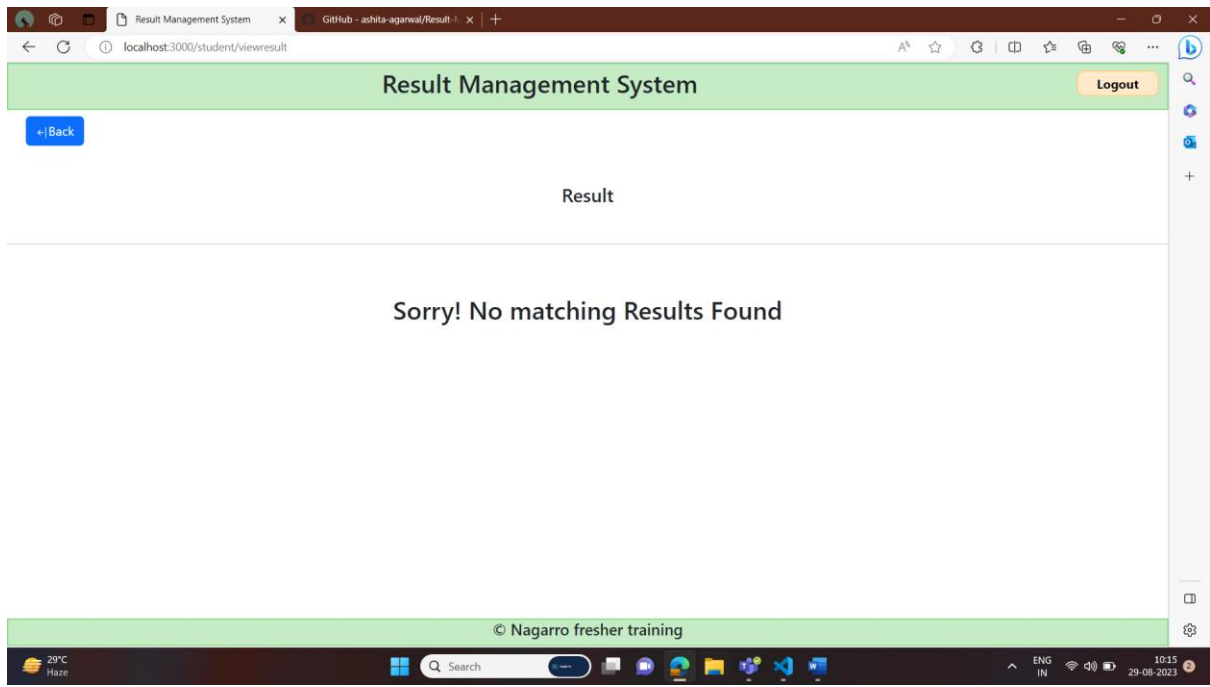 Result Management System
GitHub - ashita-agarwal/Result-
localhost:3000/student/viewresult
Result Management System
Logout
←|Back
Result
Sorry! No matching Results Found
© Nagarro fresher training
29°C
Haze
Search
ENG
IN
10:15
29-08-2023
2